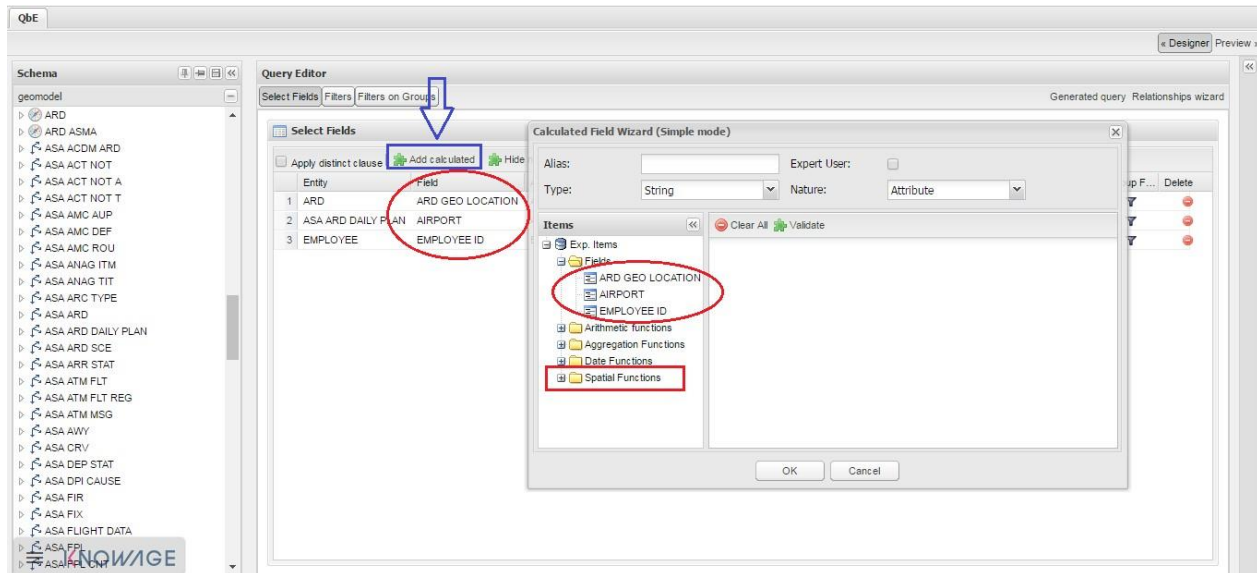 QbE
« Designer Preview »
Schema
geomodel
ARD
ARD ASMA
ASA ACDM ARD
ASA ACT NOT
ASA ACT NOT A
ASA ACT NOT T
ASA AMC AUP
ASA AMC DEF
ASA AMC ROU
ASA ANAG ITM
ASA ANAG TIT
ASA ARC TYPE
ASA ARD
ASA ARD DAILY PLAN
ASA ARD SCE
ASA ARR STAT
ASA ATM FLT
ASA ATM FLT REG
ASA ATM MSG
ASA AWY
ASA CRV
ASA DEP STAT
ASA DPI CAUSE
ASA FIR
ASA FIX
ASA FLIGHT DATA
ASA FPL
ASA FPL CNT
KNOWAGE
Query Editor
Select Fields Filters Filters on Groups
Generated query Relationships wizard
Select Fields
Apply distinct clause Add calculated Hide
Entity Field Delete
1 ARD ARD GEO LOCATION
2 ASA ARD DAILY PLAN AIRPORT
3 EMPLOYEE EMPLOYEE ID
Calculated Field Wizard (Simple mode)
Alias: Expert User:
Type: String Nature: Attribute
Items
Clear All Validate
Exp. Items
Fields
ARD GEO LOCATION
AIRPORT
EMPLOYEE ID
Arithmetic functions
Aggregation Functions
Date Functions
Spatial Functions
OK Cancel